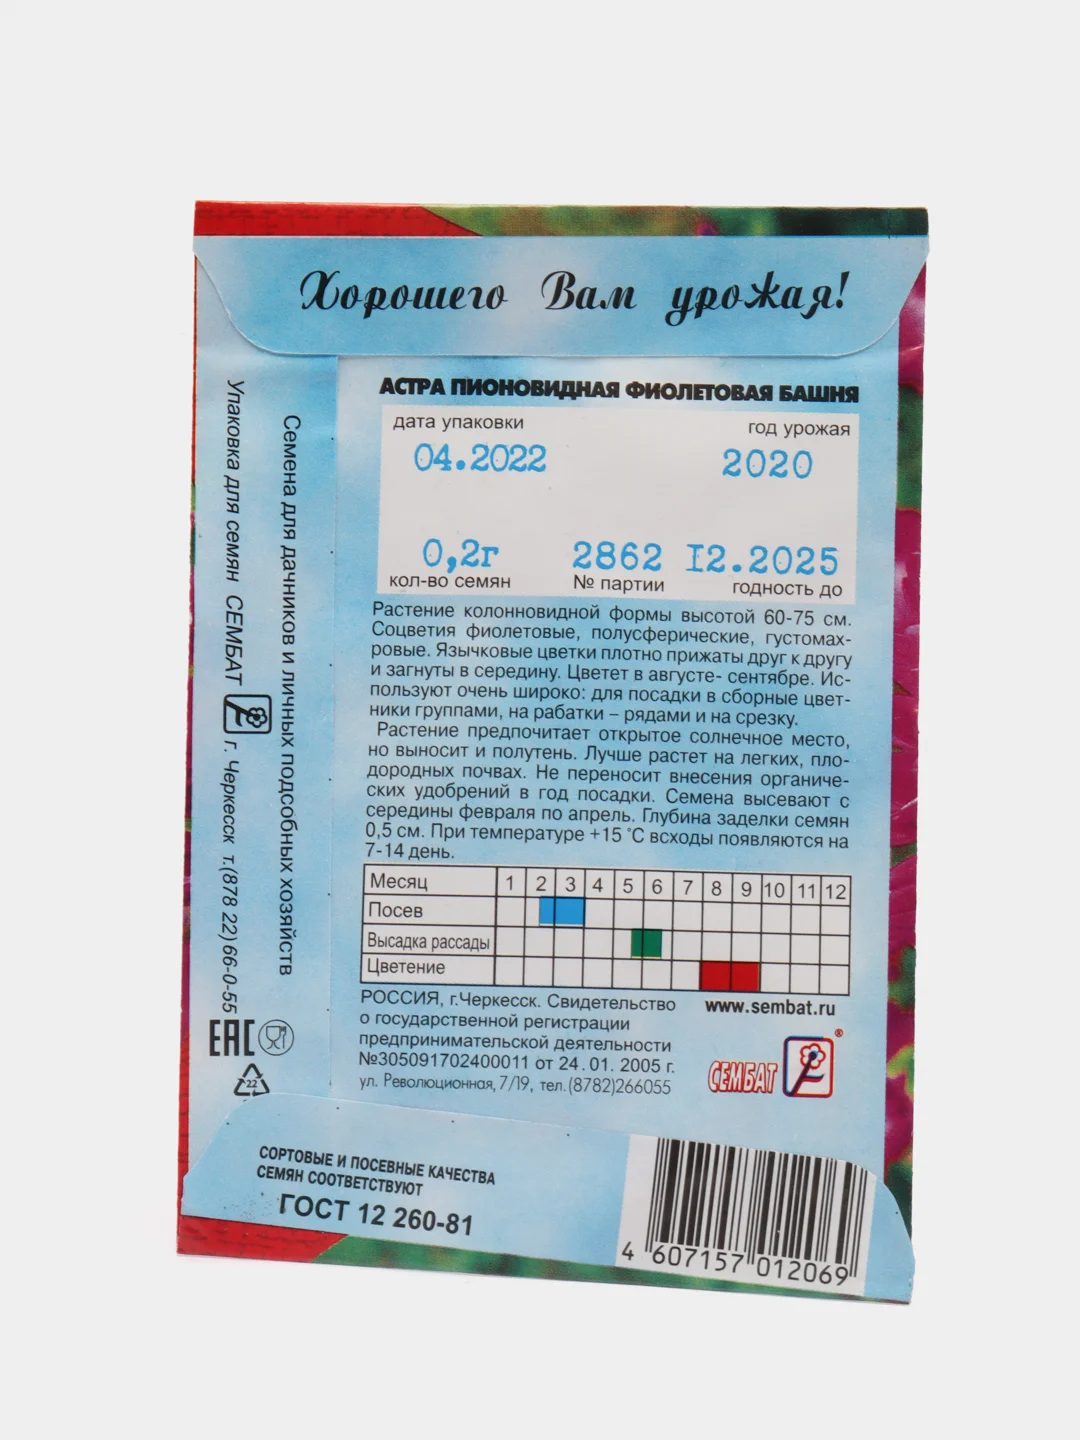 Хорошего Вам урожая!
АСТРА ПИОНОВИДНАЯ ФИОЛЕТОВАЯ БАШНЯ
дата упаковки год урожая
04.2022 2020
0,2г 2862 12.2025
кол-во семян № партии годность до
Растение колонновидной формы высотой 60-75 см.
Соцветия фиолетовые, полусферические, густомах-
ровые. Язычковые цветки плотно прижаты друг к другу
и загнуты в середину. Цветет в августе- сентябре. Ис-
пользуют очень широко: для посадки в сборные цвет-
ники группами, на рабатки – рядами и на срезку.
Растение предпочитает открытое солнечное место,
но выносит и полутень. Лучше растет на легких, пло-
дородных почвах. Не переносит внесения органиче-
ских удобрений в год посадки. Семена высевают с
середины февраля по апрель. Глубина заделки семян
0,5 см. При температуре +15 °С всходы появляются на
7-14 день.
Месяц 1 2 3 4 5 6 7 8 9 10 11 12
Посев
Высадка рассады
Цветение
РОССИЯ, г.Черкесск. Свидетельство
о государственной регистрации
предпринимательской деятельности
№305091702400011 от 24.01.2005 г.
ул. Революционная, 7/19, тел.(8782)266055
www.sembat.ru
СЕМБАТ®
Семена для дачников и личных подсобных хозяйств
Упаковка для семян СЕМБАТ г. Черкесск т.(878 22) 66-0-55
EAC
22
СОРТОВЫЕ И ПОСЕВНЫЕ КАЧЕСТВА
СЕМЯН СООТВЕТСТВУЮТ
ГОСТ 12 260-81
4 607157 012069